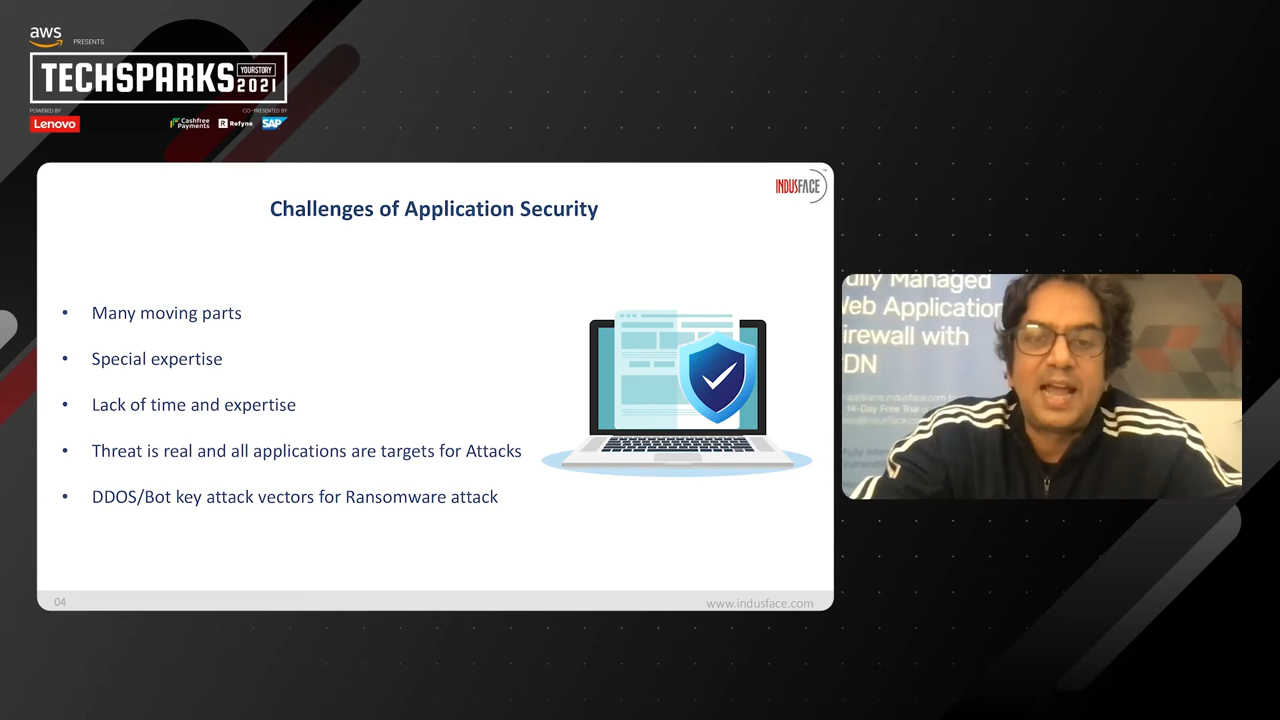 aws
PRESENTS
TECHSPARKS
YOURSTORY
2021
POWERED BY
CO-PRESENTED BY
Lenovo
Cashfree
Payments
Refyne
SAP
INDUSFACE
Challenges of Application Security
• Many moving parts
• Special expertise
• Lack of time and expertise
• Threat is real and all applications are targets for Attacks
• DDOS/Bot key attack vectors for Ransomware attack
04
www.indusface.com
ully Managed
Web Application
irewall with
DN
14-Day Free Trial